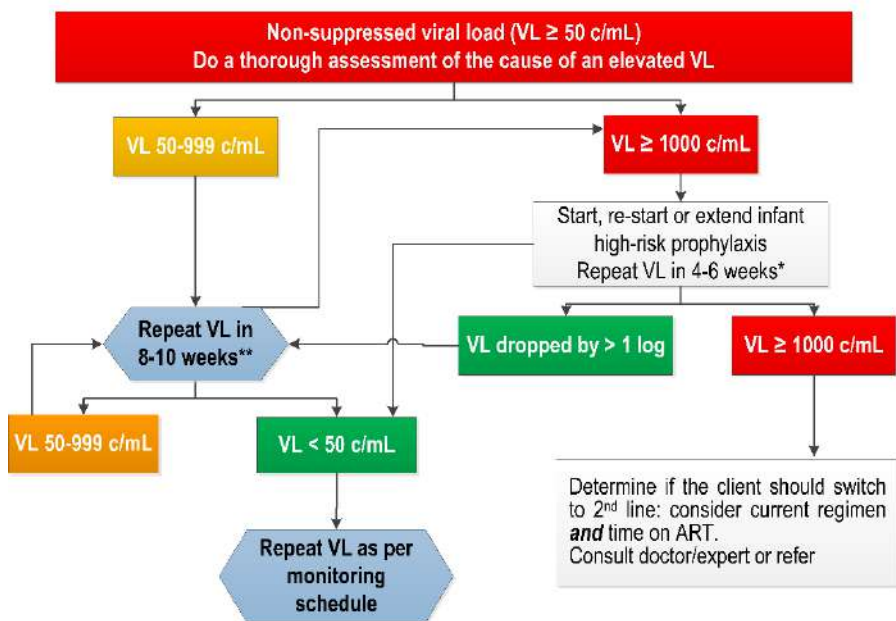 Non-suppressed viral load (VL ≥ 50 c/mL)
Do a thorough assessment of the cause of an elevated VL
VL 50-999 c/mL
VL ≥ 1000 c/mL
Start, re-start or extend infant
high-risk prophylaxis
Repeat VL in 4-6 weeks*
Repeat VL in
8-10 weeks**
VL dropped by > 1 log
VL ≥ 1000 c/mL
VL 50-999 c/mL
VL < 50 c/mL
Determine if the client should switch
to 2nd line: consider current regimen
and time on ART.
Consult doctor/expert or refer
Repeat VL as per
monitoring
schedule